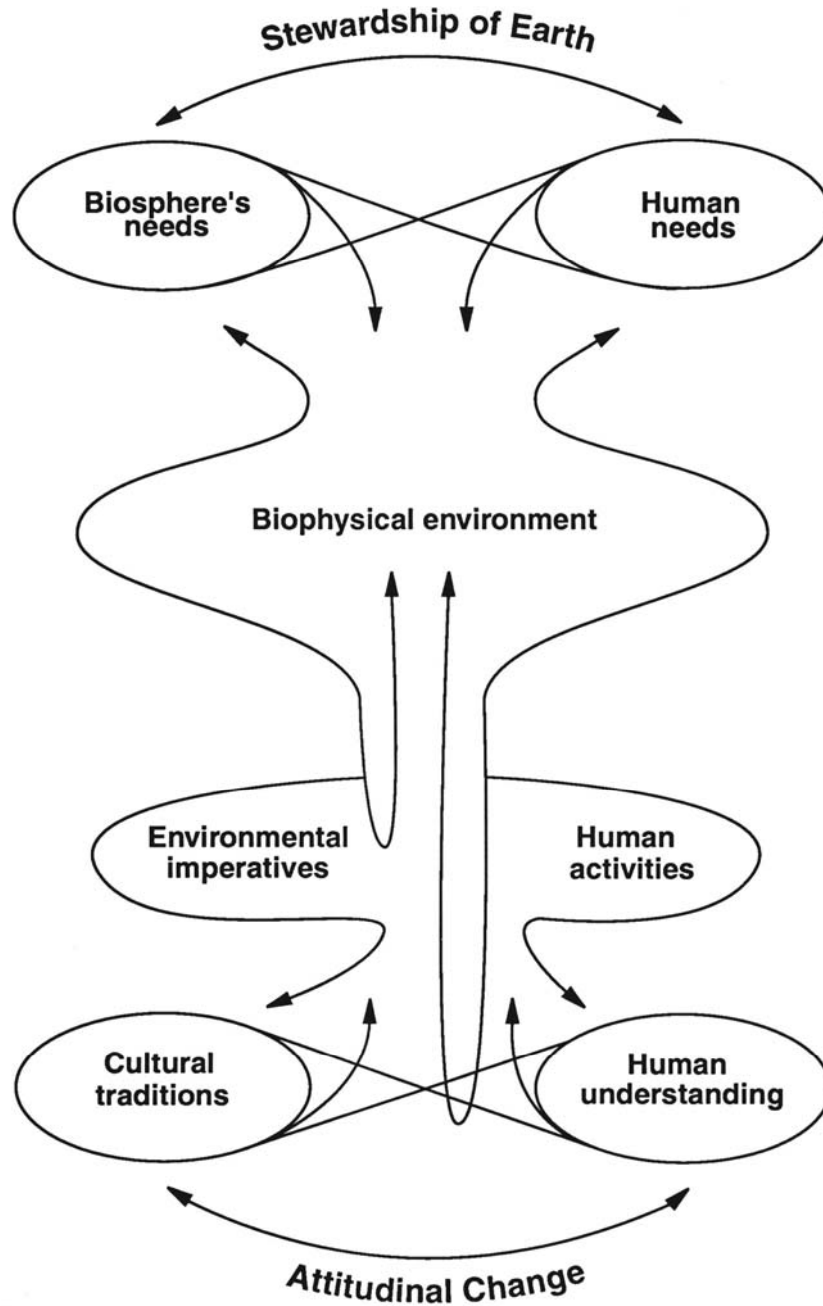 Stewardship of Earth
Biosphere's
needs
Human
needs
Biophysical environment
Environmental
imperatives
Human
activities
Cultural
traditions
Human
understanding
Attitudinal Change